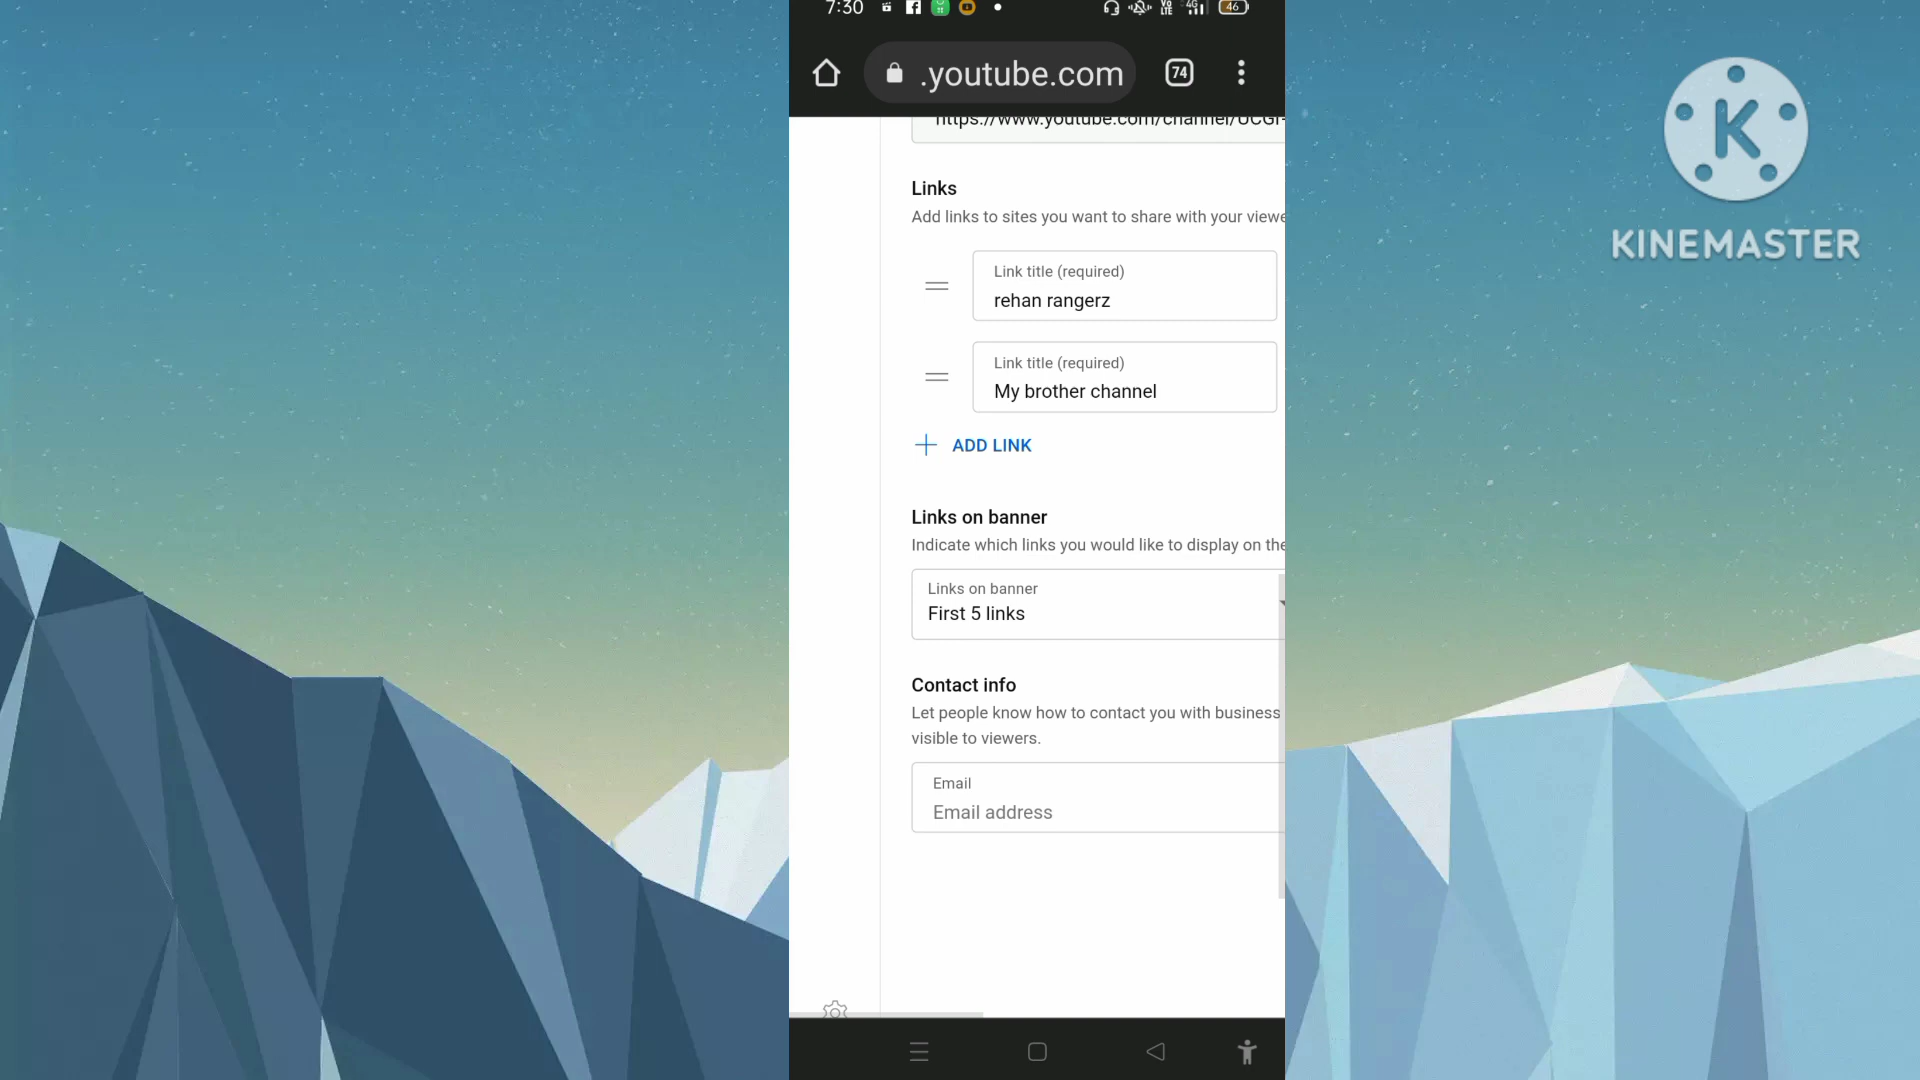 7:30
46
.youtube.com
74
https://www.youtube.com/channel/UCGI-
Links
Add links to sites you want to share with your viewe
Link title (required)
rehan rangerz
Link title (required)
My brother channel
ADD LINK
Links on banner
Indicate which links you would like to display on the
Links on banner
First 5 links
Contact info
Let people know how to contact you with business
visible to viewers.
Email
Email address
K
KINEMASTER